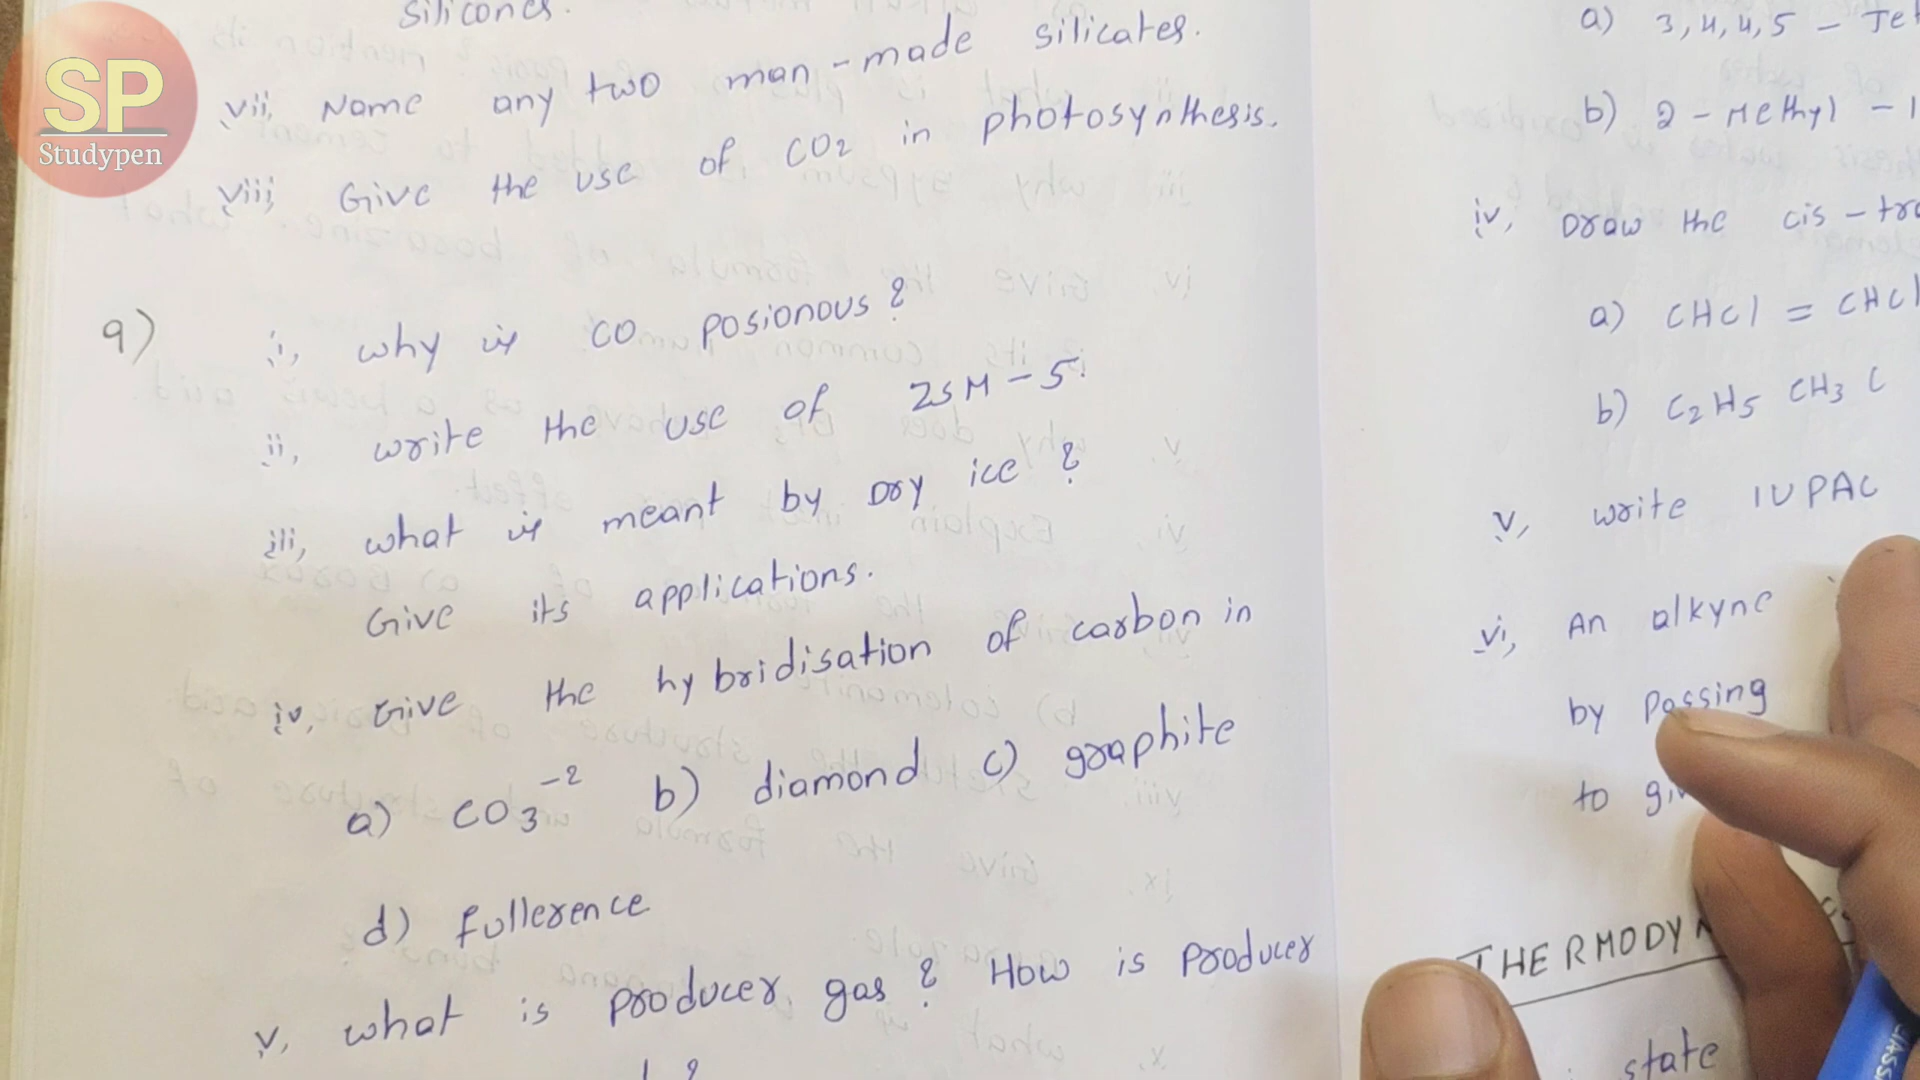 SP
Studypen
silicones.
vii, Name any two man-made silicates.
viii, Give the use of CO2 in photosynthesis.
9) i, why is CO posionous?
ii, write the use of ZSM-5.
iii, what is meant by Dry ice?
Give its applications.
iv, Give the hybridisation of carbon in
a) CO3^-2 b) diamond c) graphite
d) fullerence
v, what is producer gas? How is producer
a) 3,4,4,5 -
b) 2-Methyl -1
iv, Draw the cis -
a) CHCl = CHCl
b) C2H5 CH3 C
v, write IUPAC
vi, An alkyne
by passing
to
state